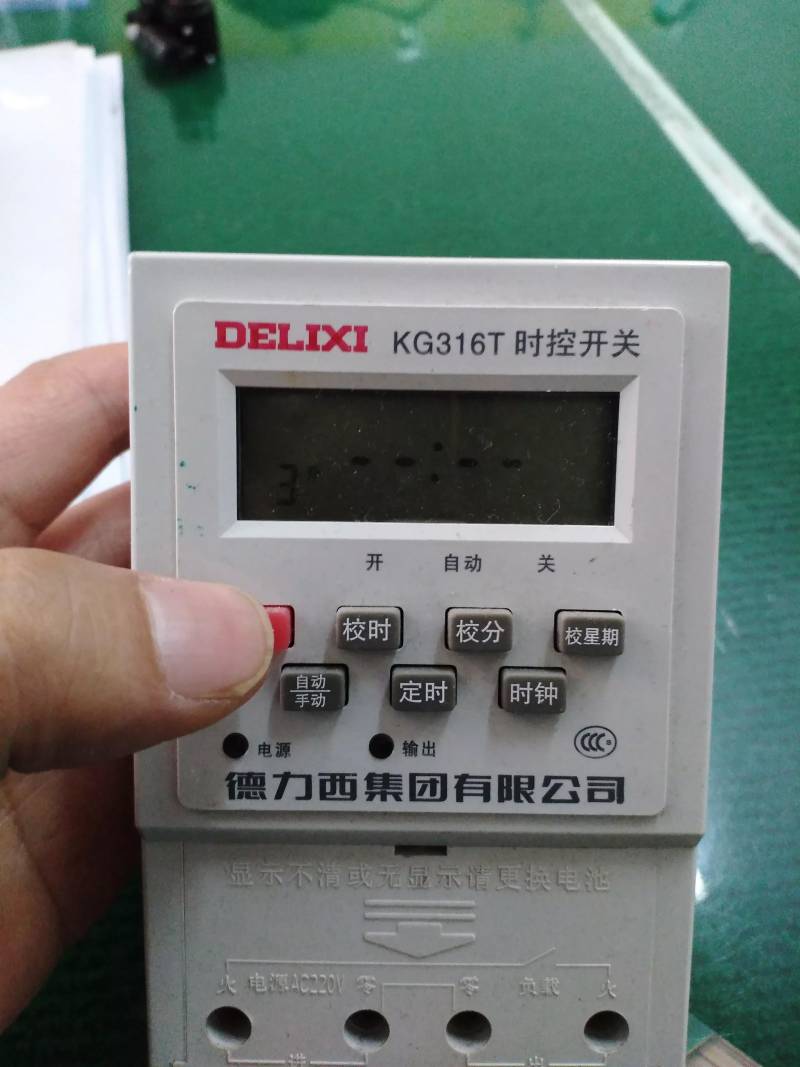 DELIXI KG316T 时控开关
3° --:--
开 自动 关
校时 校分 校星期
自动/手动 定时 时钟
电源 输出 CCC S
德力西集团有限公司
显示不清或无显示请更换电池
火 电源AC220V 零 零 负载 火
进 出